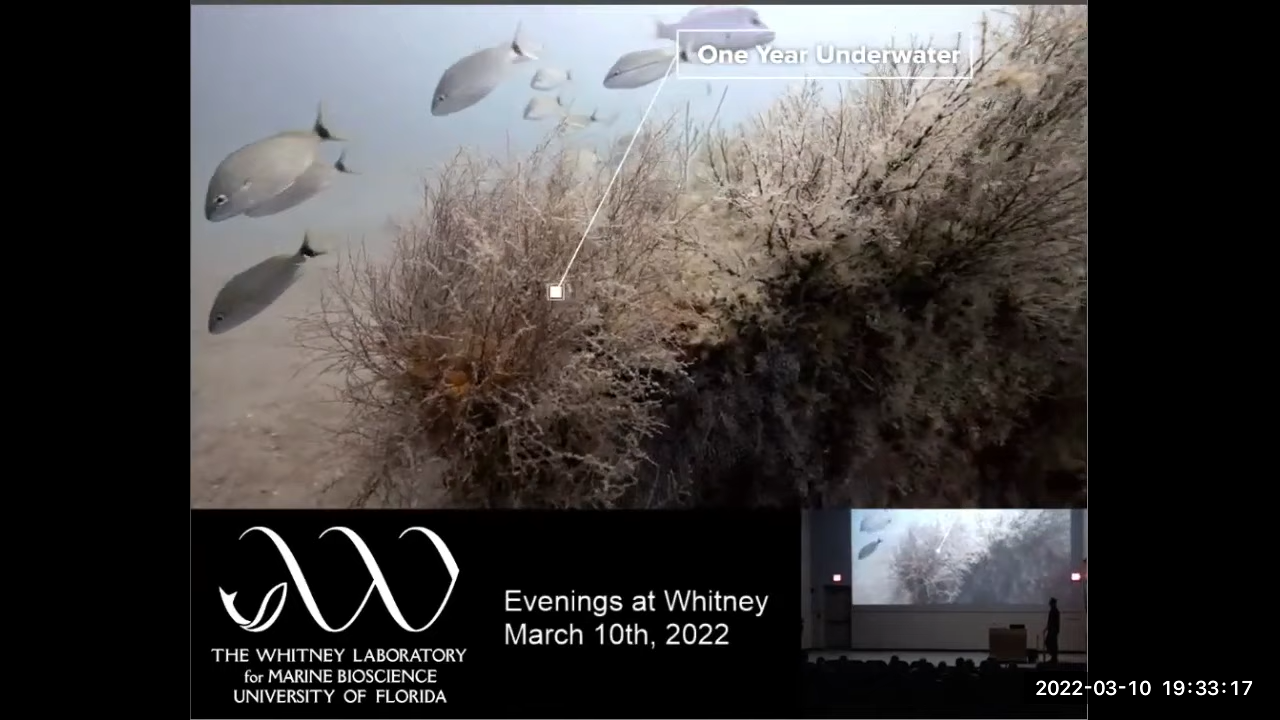 One Year Underwater
Evenings at Whitney
March 10th, 2022
THE WHITNEY LABORATORY
for MARINE BIOSCIENCE
UNIVERSITY OF FLORIDA
2022-03-10 19:33:17